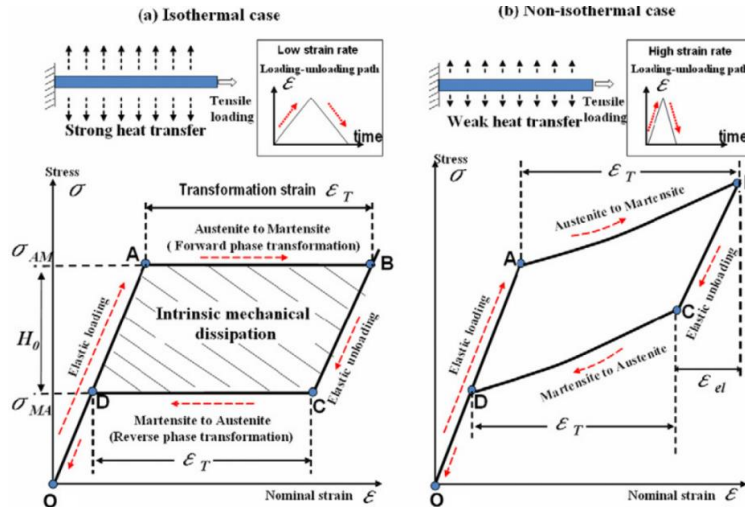 (a) Isothermal case
Low strain rate
Loading-unloading path
ε
time
Tensile
loading
Strong heat transfer
Stress
σ
Transformation strain ε_T
Austenite to Martensite
( Forward phase transformation)
σ_AM
A
B
Elastic loading
Intrinsic mechanical
dissipation
Elastic unloading
H_0
σ_MA
D
C
Martensite to Austenite
(Reverse phase transformation)
ε_T
O
Nominal strain ε
(b) Non-isothermal case
High strain rate
Loading-unloading path
ε
time
Tensile
loading
Weak heat transfer
Stress
σ
ε_T
Austenite to Martensite
A
Elastic loading
C
Elastic unloading
Martensite to Austenite
D
ε_el
ε_T
O
Nominal strain ε